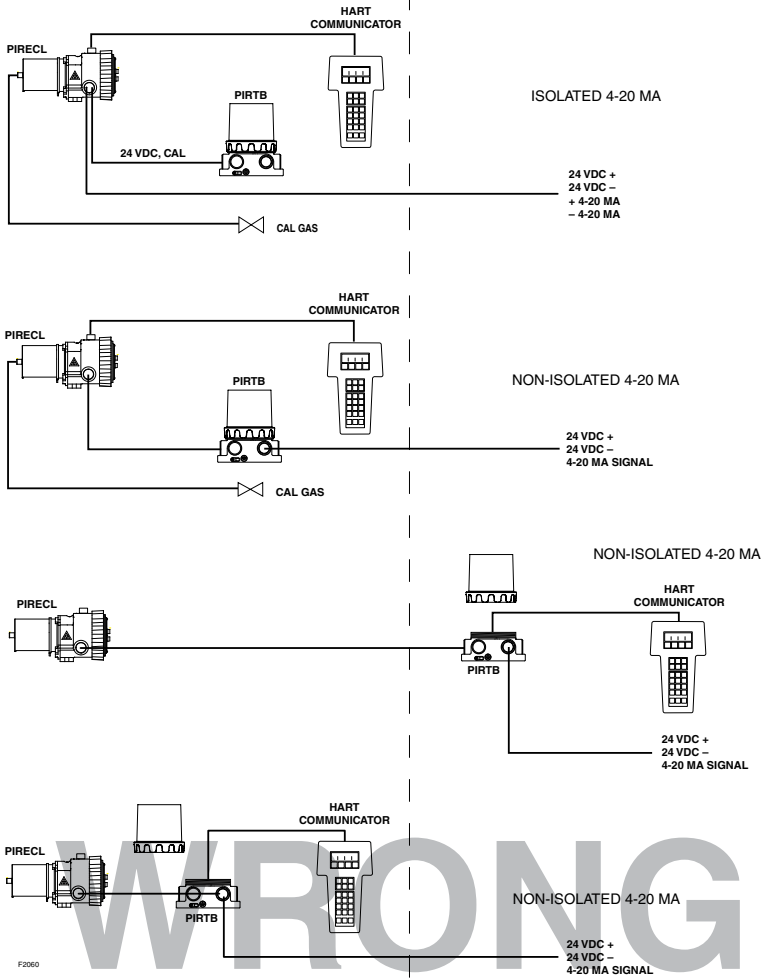 HART
COMMUNICATOR
PIRECL
PIRTB
ISOLATED 4-20 MA
24 VDC, CAL
24 VDC +
24 VDC –
+ 4-20 MA
– 4-20 MA
CAL GAS
HART
COMMUNICATOR
PIRECL
PIRTB
NON-ISOLATED 4-20 MA
24 VDC +
24 VDC –
4-20 MA SIGNAL
CAL GAS
NON-ISOLATED 4-20 MA
HART
COMMUNICATOR
PIRECL
PIRTB
24 VDC +
24 VDC –
4-20 MA SIGNAL
HART
COMMUNICATOR
PIRECL
WRONG
NON-ISOLATED 4-20 MA
PIRTB
24 VDC +
24 VDC –
4-20 MA SIGNAL
F2060